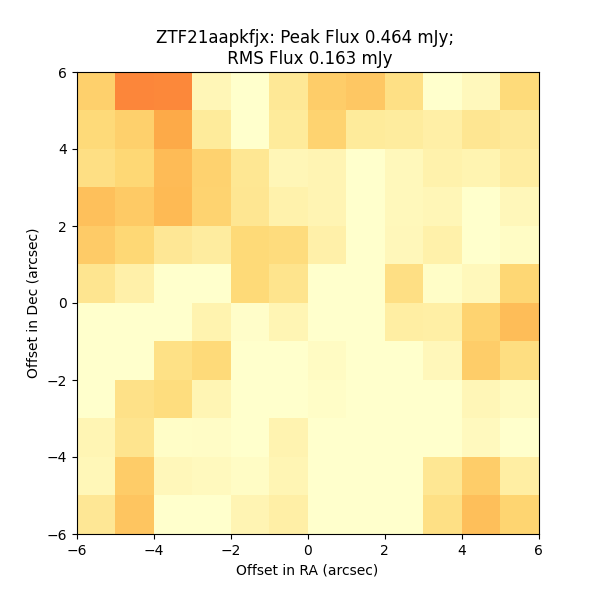 ZTF21aapkfjx: Peak Flux 0.464 mJy;
RMS Flux 0.163 mJy
6
4
2
0
−2
−4
−6
Offset in Dec (arcsec)
−6 −4 −2 0 2 4 6
Offset in RA (arcsec)